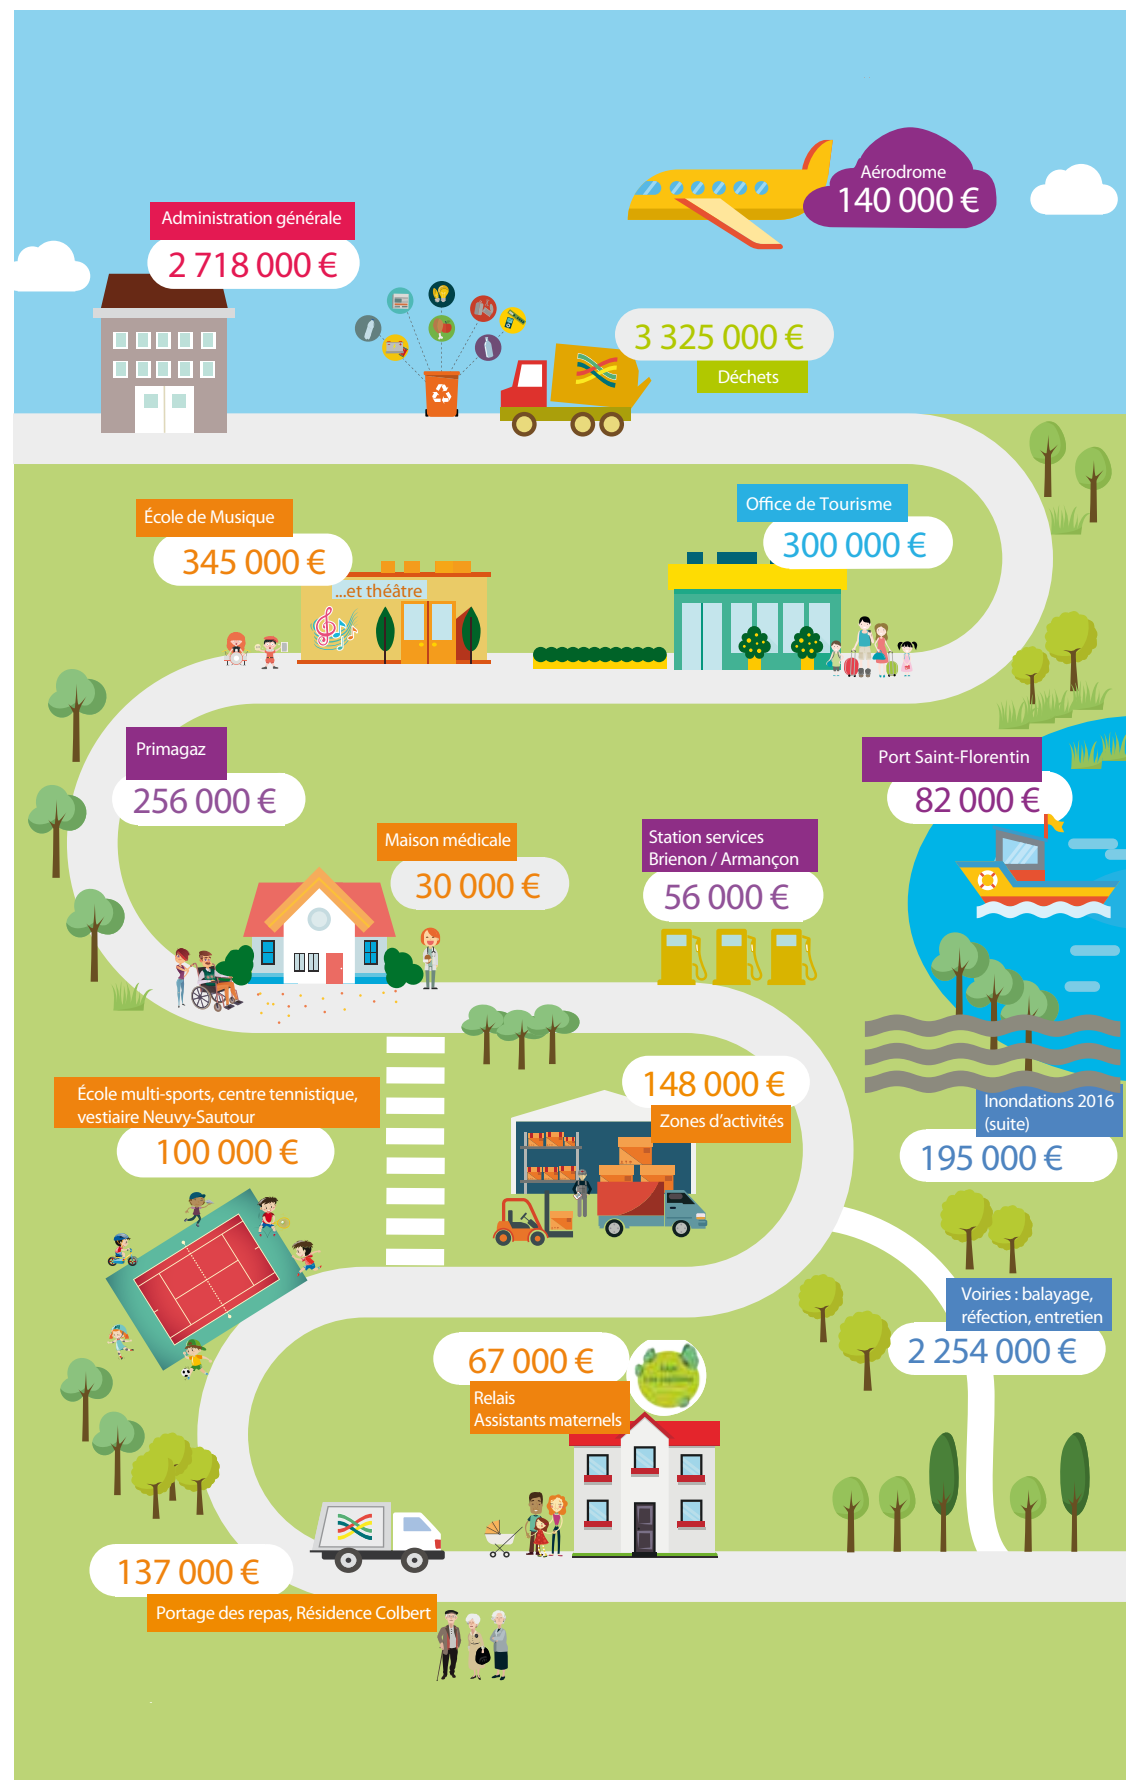 Aérodrome
140 000 €
Administration générale
2 718 000 €
3 325 000 €
Déchets
École de Musique
345 000 €
...et théâtre
Office de Tourisme
300 000 €
Primagaz
256 000 €
Port Saint-Florentin
82 000 €
Maison médicale
30 000 €
Station services
Brienon / Armançon
56 000 €
148 000 €
Zones d'activités
École multi-sports, centre tennistique,
vestiaire Neuvy-Sautour
100 000 €
Inondations 2016
(suite)
195 000 €
Voiries : balayage,
réfection, entretien
2 254 000 €
67 000 €
Relais
Assistants maternels
137 000 €
Portage des repas, Résidence Colbert